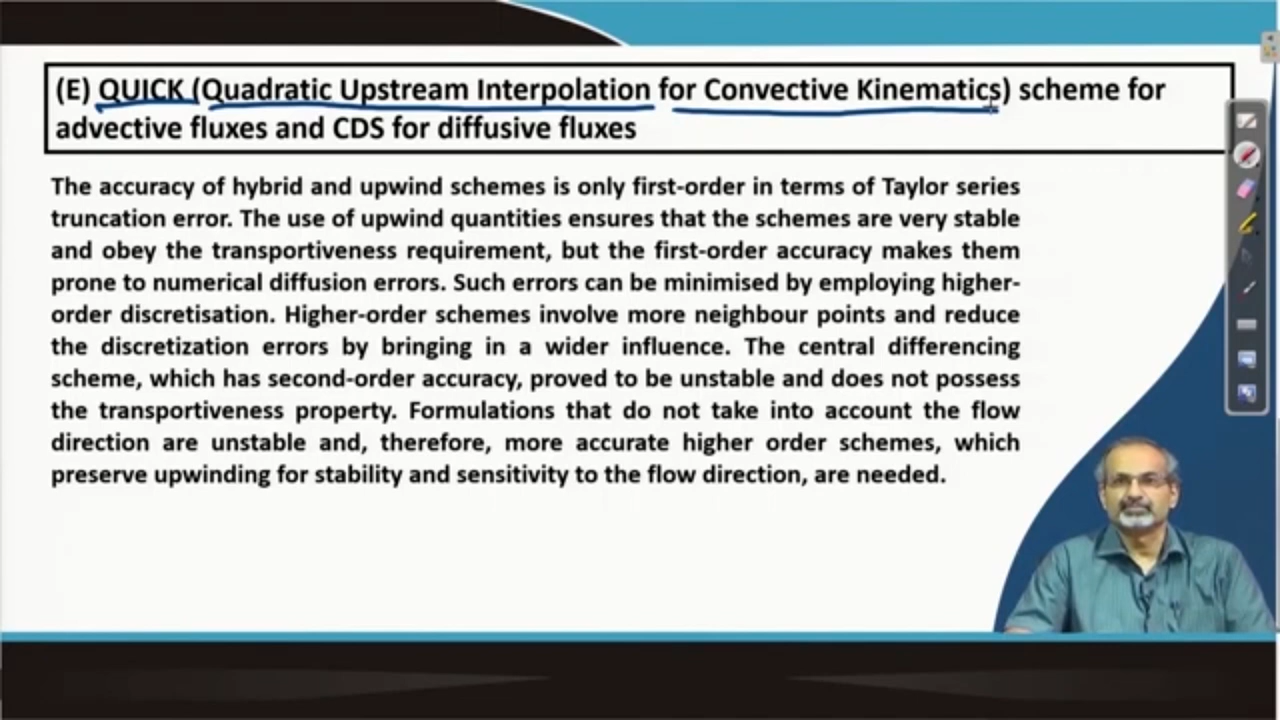 (E) QUICK (Quadratic Upstream Interpolation for Convective Kinematics) scheme for
advective fluxes and CDS for diffusive fluxes
The accuracy of hybrid and upwind schemes is only first-order in terms of Taylor series
truncation error. The use of upwind quantities ensures that the schemes are very stable
and obey the transportiveness requirement, but the first-order accuracy makes them
prone to numerical diffusion errors. Such errors can be minimised by employing higher-
order discretisation. Higher-order schemes involve more neighbour points and reduce
the discretization errors by bringing in a wider influence. The central differencing
scheme, which has second-order accuracy, proved to be unstable and does not possess
the transportiveness property. Formulations that do not take into account the flow
direction are unstable and, therefore, more accurate higher order schemes, which
preserve upwinding for stability and sensitivity to the flow direction, are needed.